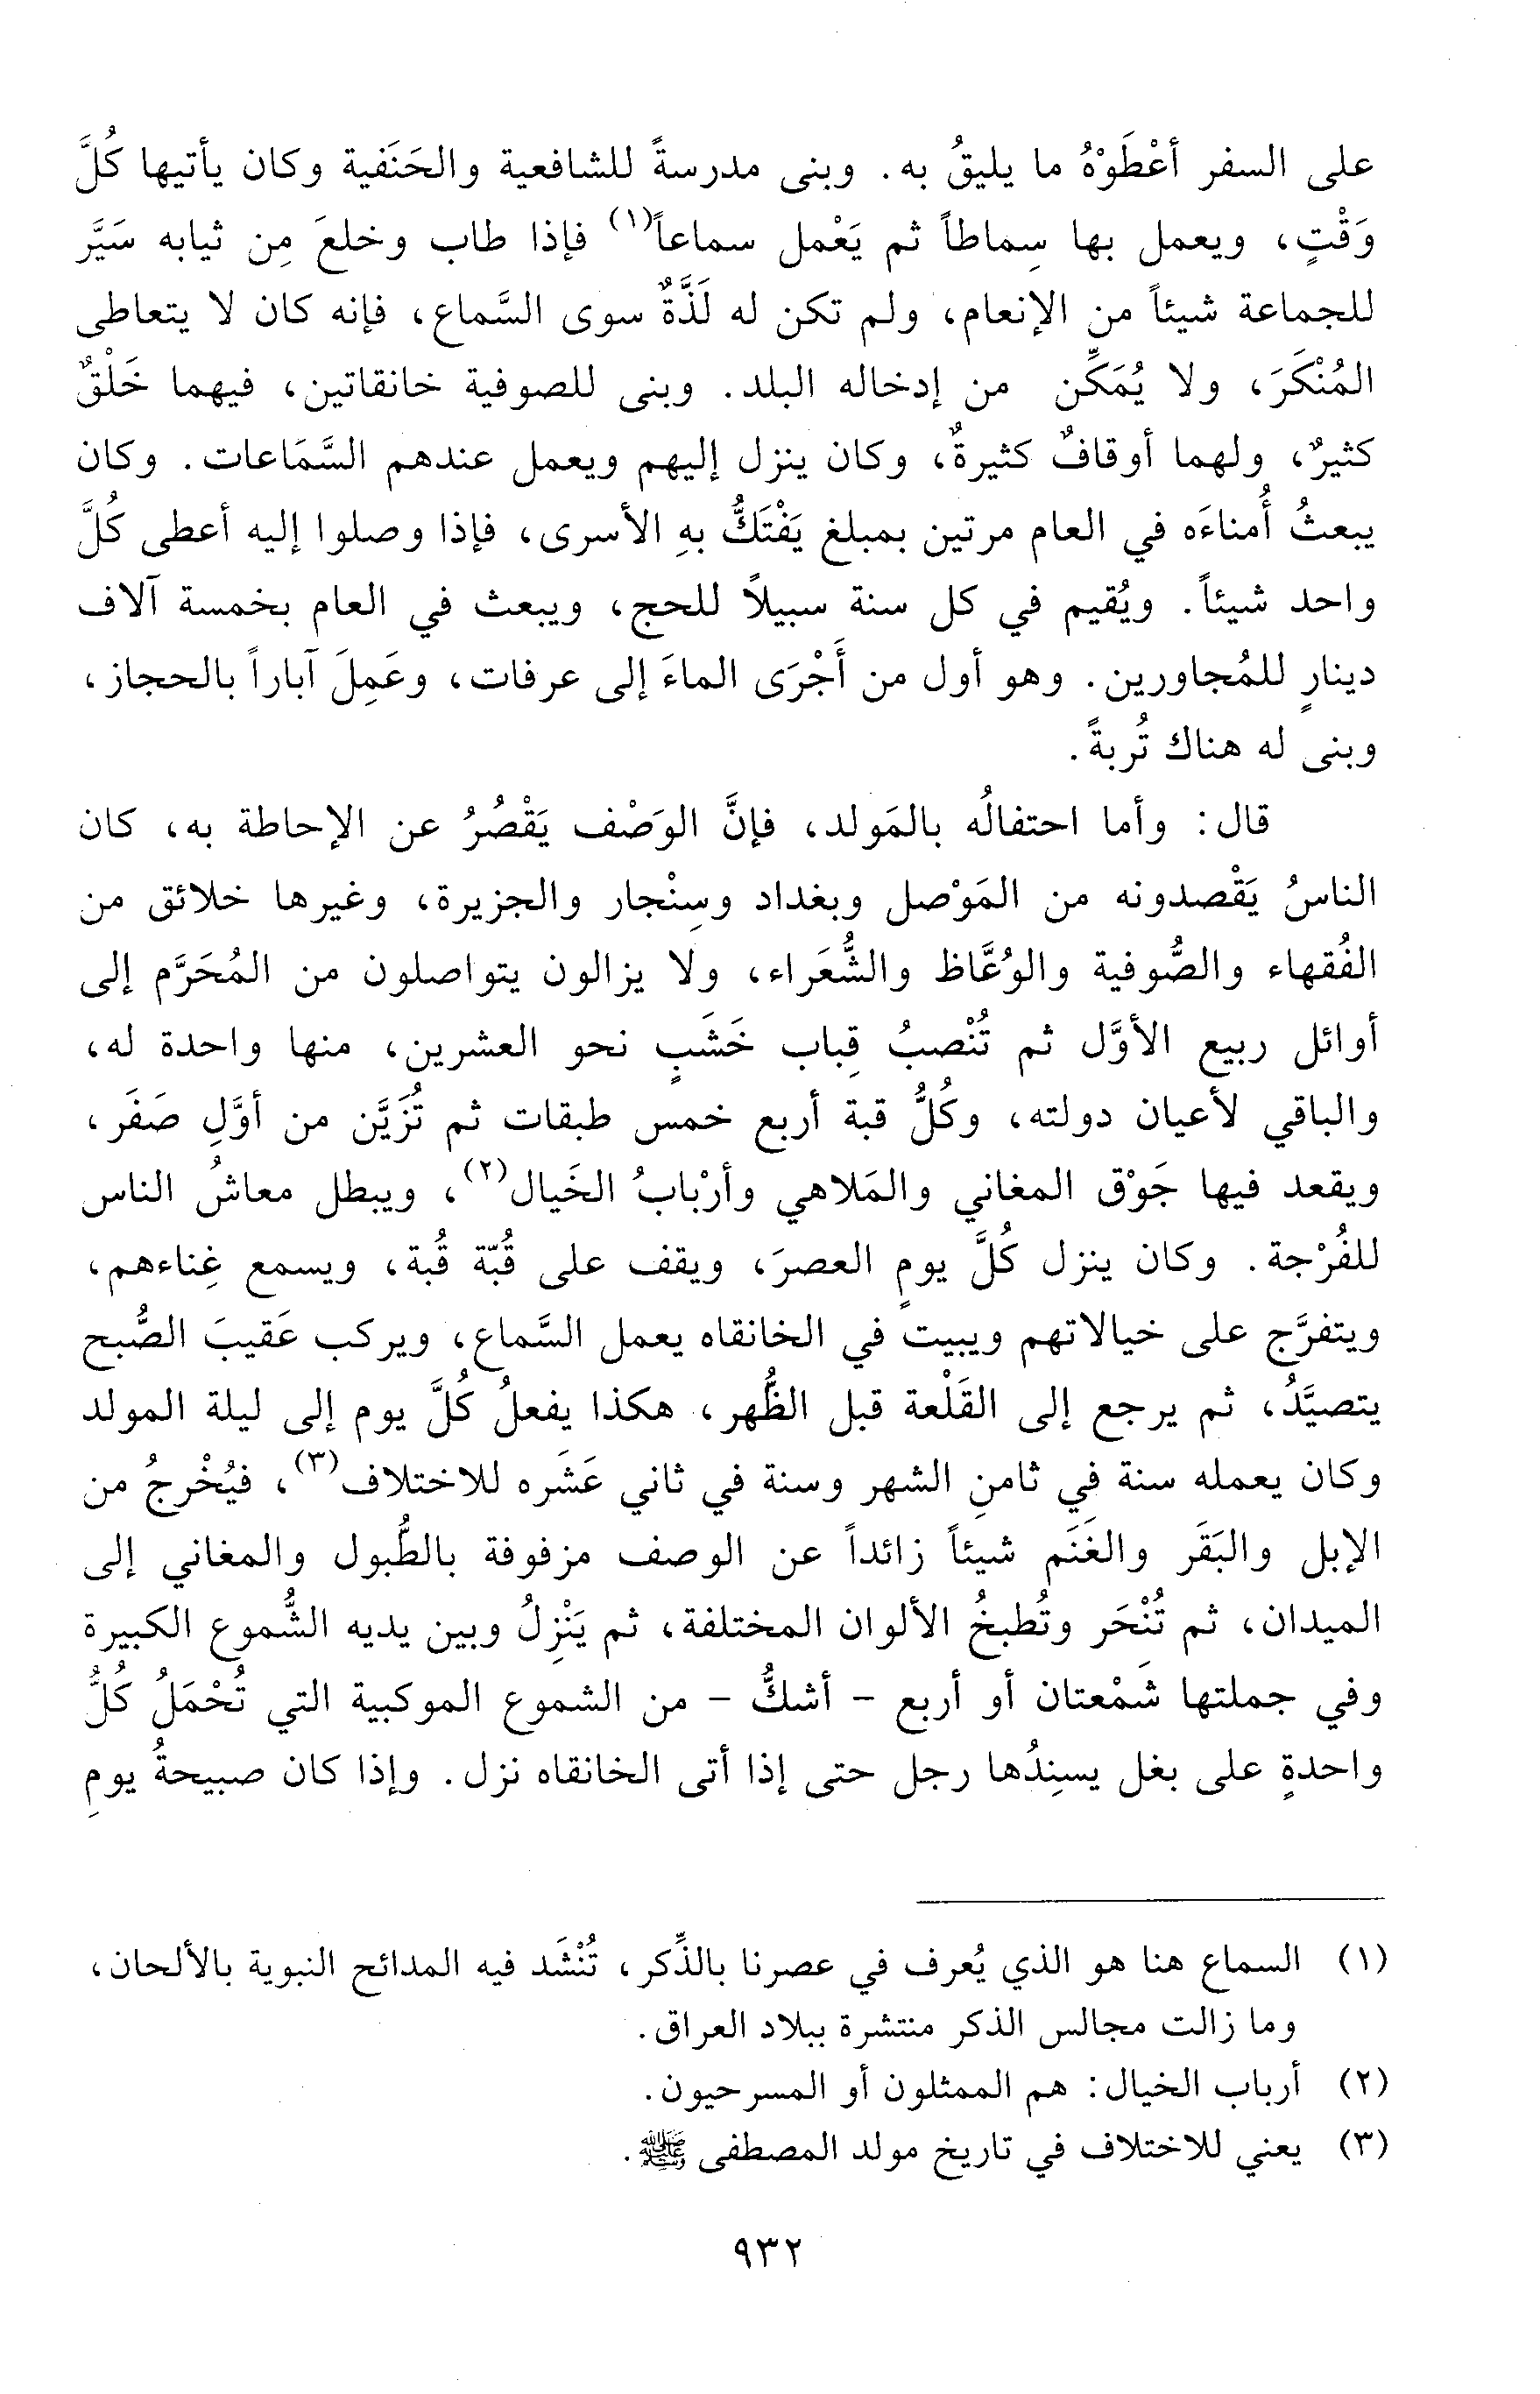 على السفر أعْطَوْهُ ما يليقُ به. وبنى مدرسةً للشافعية والحَنَفية وكان يأتيها كُلَّ
وَقْتٍ، ويعمل بها سِماطاً ثم يَعْمل سماعاً(١) فإذا طاب وخلعَ مِن ثيابه سَيَّر
للجماعة شيئاً من الإنعام، ولم تكن له لَذَّةٌ سوى السَّماع، فإنه كان لا يتعاطى
المُنْكَرَ، ولا يُمَكِّن من إدخاله البلد. وبنى للصوفية خانقاتين، فيهما خَلْقٌ
كثيرٌ، ولهما أوقافٌ كثيرةٌ، وكان ينزل إليهم ويعمل عندهم السَّمَاعات. وكان
يبعثُ أُمناءَه في العام مرتين بمبلغ يَفْتَكُّ بهِ الأسرى، فإذا وصلوا إليه أعطى كُلَّ
واحد شيئاً. ويُقيم في كل سنة سبيلاً للحج، ويبعث في العام بخمسة آلاف
دينارٍ للمُجاورين. وهو أول من أَجْرَى الماءَ إلى عرفات، وعَمِلَ آباراً بالحجاز،
وبنى له هناك تُربةً.
قال: وأما احتفالُه بالمَولد، فإنَّ الوَصْف يَقْصُرُ عن الإحاطة به، كان
الناسُ يَقْصدونه من المَوْصل وبغداد وسِنْجار والجزيرة، وغيرها خلائق من
الفُقهاء والصُّوفية والوُعَّاظ والشُّعَراء، ولا يزالون يتواصلون من المُحَرَّم إلى
أوائل ربيع الأوَّل ثم تُنْصبُ قِباب خَشَبٍ نحو العشرين، منها واحدة له،
والباقي لأعيان دولته، وكُلُّ قبة أربع خمس طبقات ثم تُزَيَّن من أوَّلِ صَفَر،
ويقعد فيها جَوْق المغاني والمَلاهي وأرْبابُ الخَيال(٢)، ويبطل معاشُ الناس
للفُرْجة. وكان ينزل كُلَّ يومٍ العصرَ، ويقف على قُبّة قُبة، ويسمع غِناءهم،
ويتفرَّج على خيالاتهم ويبيت في الخانقاه يعمل السَّماع، ويركب عَقيبَ الصُّبح
يتصيَّدُ، ثم يرجع إلى القَلْعة قبل الظُّهر، هكذا يفعلُ كُلَّ يوم إلى ليلة المولد
وكان يعمله سنة في ثامنِ الشهر وسنة في ثاني عَشَره للاختلاف(٣)، فيُخْرجُ من
الإبل والبَقَر والغَنَم شيئاً زائداً عن الوصف مزفوفة بالطُّبول والمغاني إلى
الميدان، ثم تُنْحَر وتُطبخُ الألوان المختلفة، ثم يَنْزِلُ وبين يديه الشُّموع الكبيرة
وفي جملتها شَمْعتان أو أربع - أشكُّ - من الشموع الموكبية التي تُحْمَلُ كُلُّ
واحدةٍ على بغل يسنِدُها رجل حتى إذا أتى الخانقاه نزل. وإذا كان صبيحةُ يومِ
(١) السماع هنا هو الذي يُعرف في عصرنا بالذِّكر، تُنْشَد فيه المدائح النبوية بالألحان،
وما زالت مجالس الذكر منتشرة ببلاد العراق.
(٢) أرباب الخيال: هم الممثلون أو المسرحيون.
(٣) يعني للاختلاف في تاريخ مولد المصطفى ﷺ.
٩٣٢